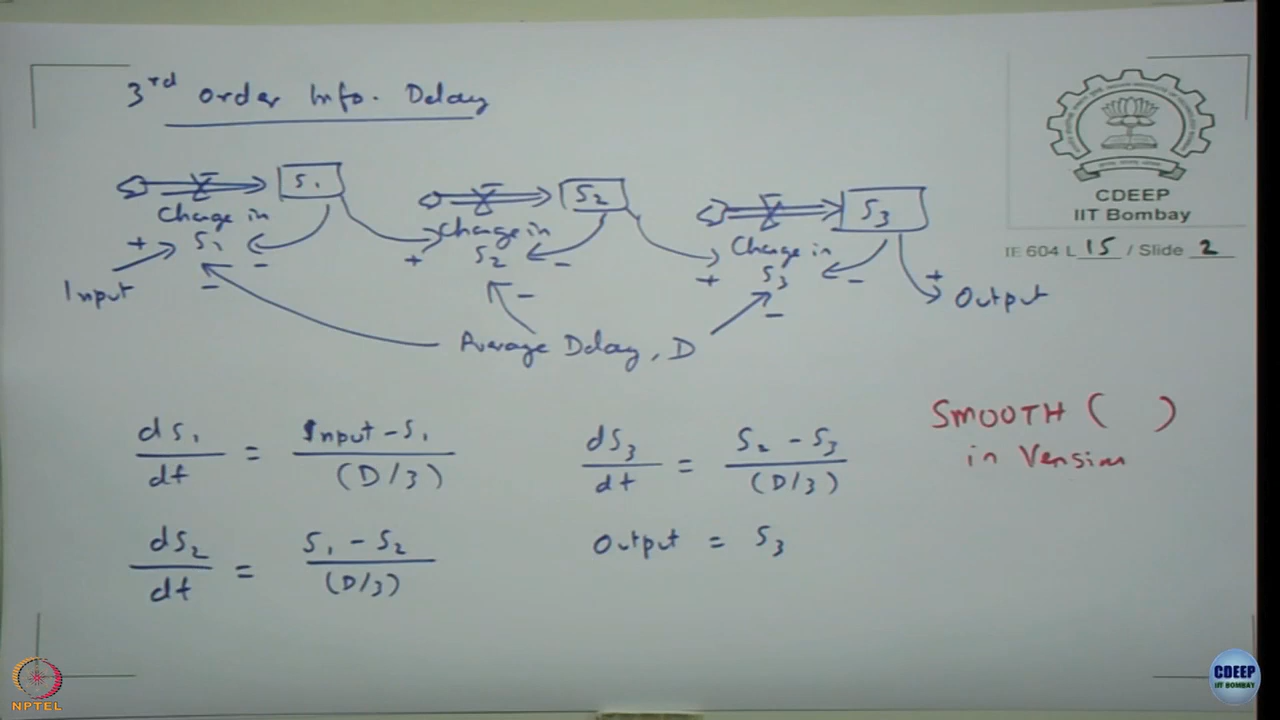 3rd Order Info. Delay
S1
S2
S3
Change in
S1
Change in
S2
Change in
S3
+
-
-
+
-
-
+
-
-
+
Input
Output
Average Delay, D
dS1/dt = Input - S1/(D/3)
dS3/dt = S2 - S3/(D/3)
dS2/dt = S1 - S2/(D/3)
Output = S3
SMOOTH ( )
in Vensim
CDEEP
IIT Bombay
IE 604 L 15 / Slide 2
NPTEL
CDEEP
IIT BOMBAY